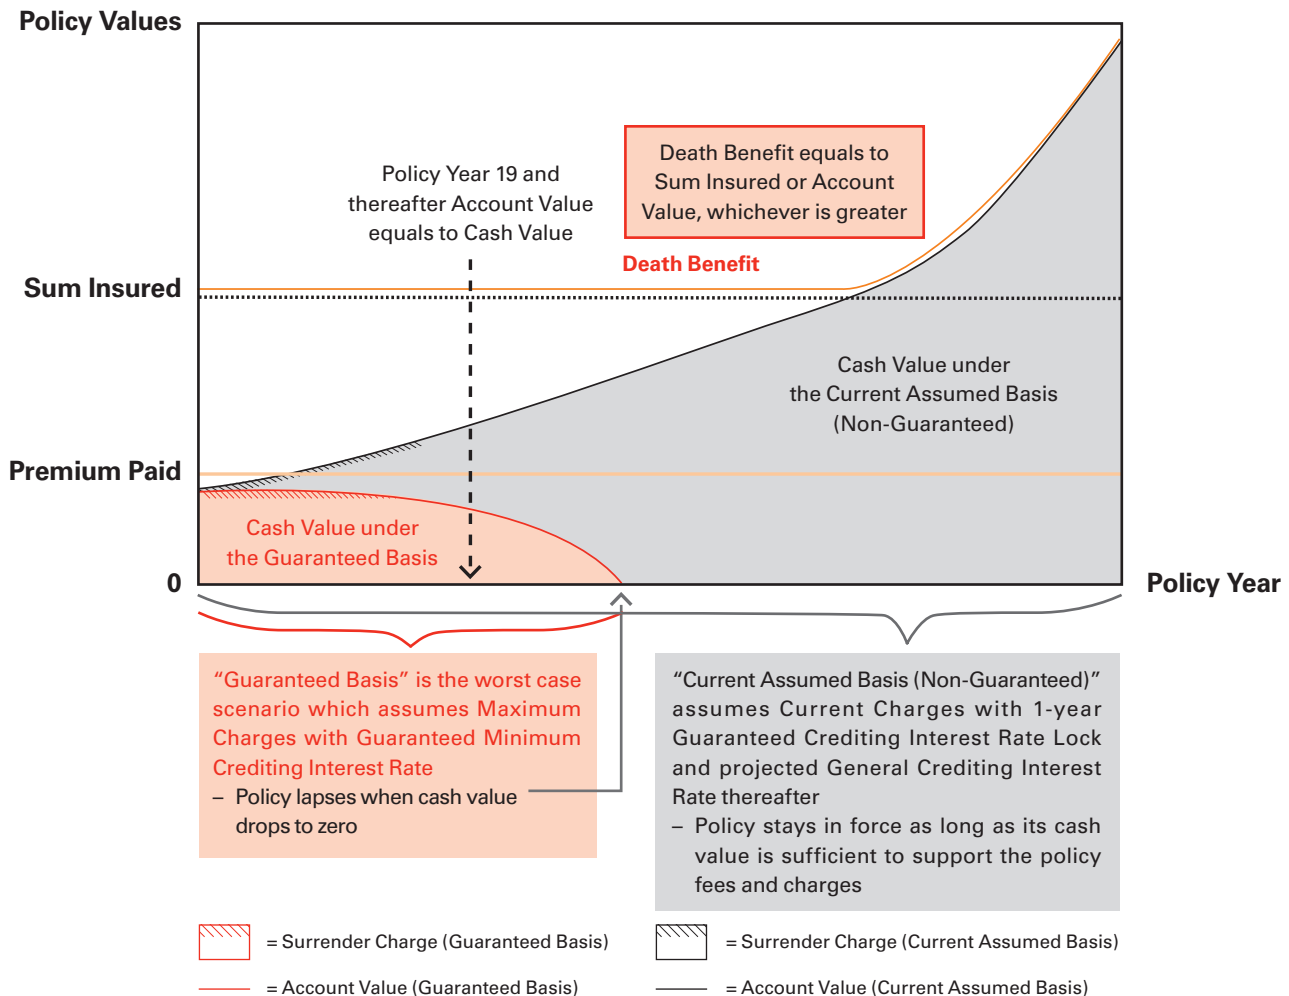 Policy Values
Policy Year 19 and
thereafter Account Value
equals to Cash Value
Death Benefit equals to
Sum Insured or Account
Value, whichever is greater
Death Benefit
Sum Insured
Cash Value under
the Current Assumed Basis
(Non-Guaranteed)
Premium Paid
Cash Value under
the Guaranteed Basis
0
Policy Year
“Guaranteed Basis” is the worst case
scenario which assumes Maximum
Charges with Guaranteed Minimum
Crediting Interest Rate
– Policy lapses when cash value
drops to zero
“Current Assumed Basis (Non-Guaranteed)”
assumes Current Charges with 1-year
Guaranteed Crediting Interest Rate Lock
and projected General Crediting Interest
Rate thereafter
– Policy stays in force as long as its cash
value is sufficient to support the policy
fees and charges
= Surrender Charge (Guaranteed Basis)
= Surrender Charge (Current Assumed Basis)
= Account Value (Guaranteed Basis)
= Account Value (Current Assumed Basis)